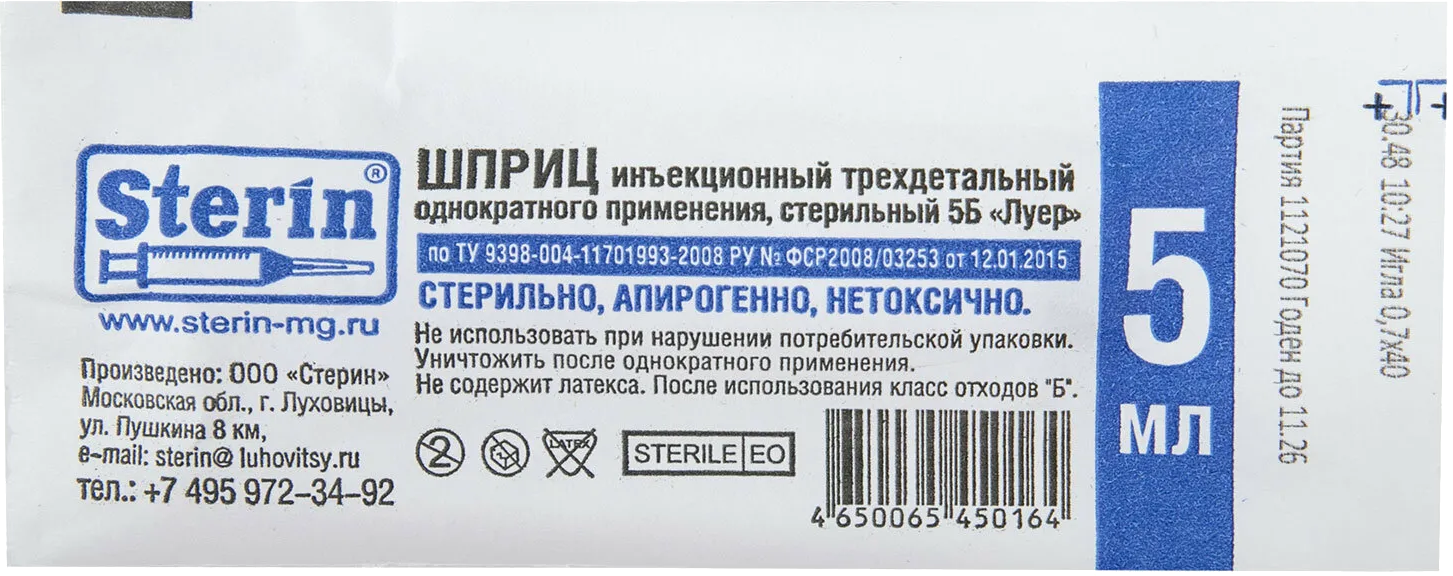 Sterin®
www.sterin-mg.ru
Произведено: ООО «Стерин»
Московская обл., г. Луховицы,
ул. Пушкина 8 км,
e-mail: sterin@ luhovitsy.ru
тел.: +7 495 972-34-92
ШПРИЦ инъекционный трехдетальный
однократного применения, стерильный 5Б «Луер»
по ТУ 9398-004-11701993-2008 РУ № ФСР2008/03253 от 12.01.2015
СТЕРИЛЬНО, АПИРОГЕННО, НЕТОКСИЧНО.
Не использовать при нарушении потребительской упаковки.
Уничтожить после однократного применения.
Не содержит латекса. После использования класс отходов "Б".
2
LATEX
STERILE EO
4 650065 450164
5
МЛ
Партия 1121070 Годен до 11.26
30.48 10:27 Игла 0,7х40